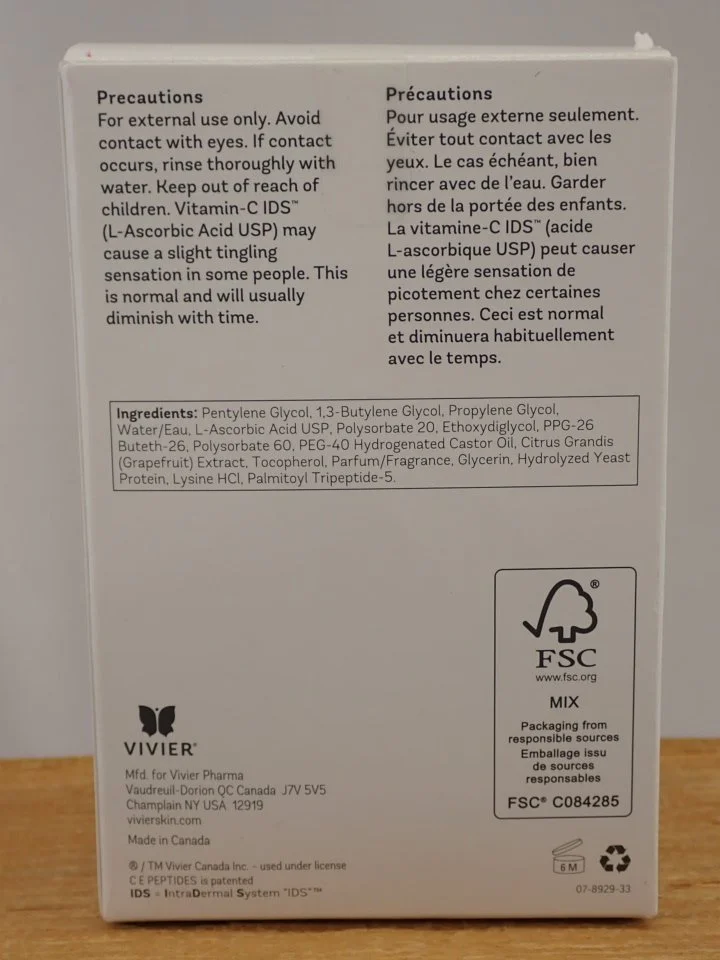 Precautions
For external use only. Avoid
contact with eyes. If contact
occurs, rinse thoroughly with
water. Keep out of reach of
children. Vitamin-C IDS™
(L-Ascorbic Acid USP) may
cause a slight tingling
sensation in some people. This
is normal and will usually
diminish with time.
Précautions
Pour usage externe seulement.
Éviter tout contact avec les
yeux. Le cas échéant, bien
rincer avec de l'eau. Garder
hors de la portée des enfants.
La vitamine-C IDS™ (acide
L-ascorbique USP) peut causer
une légère sensation de
picotement chez certaines
personnes. Ceci est normal
et diminuera habituellement
avec le temps.
Ingredients: Pentylene Glycol, 1,3-Butylene Glycol, Propylene Glycol,
Water/Eau, L-Ascorbic Acid USP, Polysorbate 20, Ethoxydiglycol, PPG-26
Buteth-26, Polysorbate 60, PEG-40 Hydrogenated Castor Oil, Citrus Grandis
(Grapefruit) Extract, Tocopherol, Parfum/Fragrance, Glycerin, Hydrolyzed Yeast
Protein, Lysine HCl, Palmitoyl Tripeptide-5.
®
FSC
www.fsc.org
MIX
Packaging from
responsible sources
Emballage issu
de sources
responsables
FSC® C084285
VIVIER®
Mfd. for Vivier Pharma
Vaudreuil-Dorion QC Canada J7V 5V5
Champlain NY USA 12919
vivierskin.com
Made in Canada
® / TM Vivier Canada Inc. - used under license
C E PEPTIDES is patented
IDS = IntraDermal System "IDS"™
6 M
07-8929-33